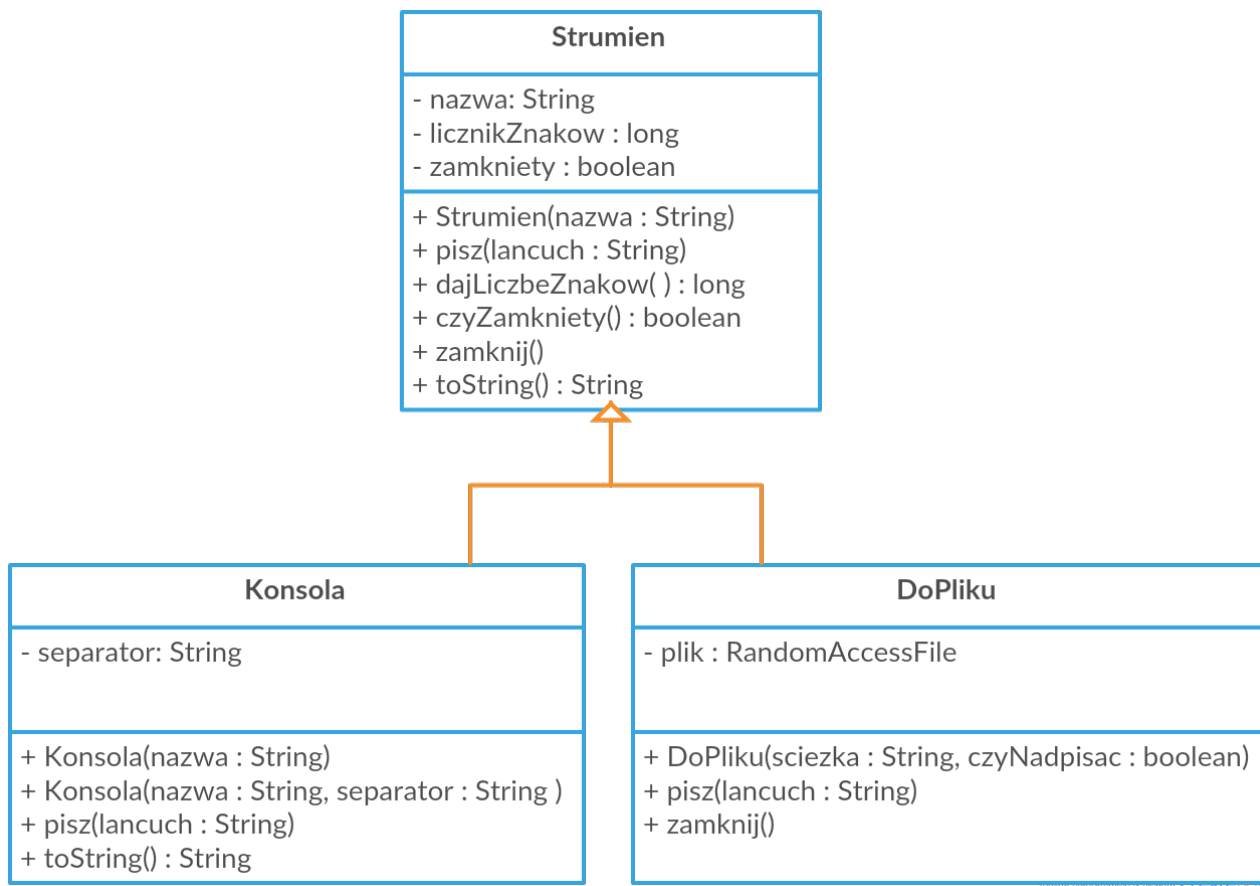 Strumien
- nazwa: String
- licznikZnakow : long
- zamkniety : boolean
+ Strumien(nazwa : String)
+ pisz(lancuch : String)
+ dajLiczbeZnakow( ) : long
+ czyZamkniety() : boolean
+ zamknij()
+ toString() : String
Konsola
- separator: String
+ Konsola(nazwa : String)
+ Konsola(nazwa : String, separator : String )
+ pisz(lancuch : String)
+ toString() : String
DoPliku
- plik : RandomAccessFile
+ DoPliku(sciezka : String, czyNadpisac : boolean)
+ pisz(lancuch : String)
+ zamknij()